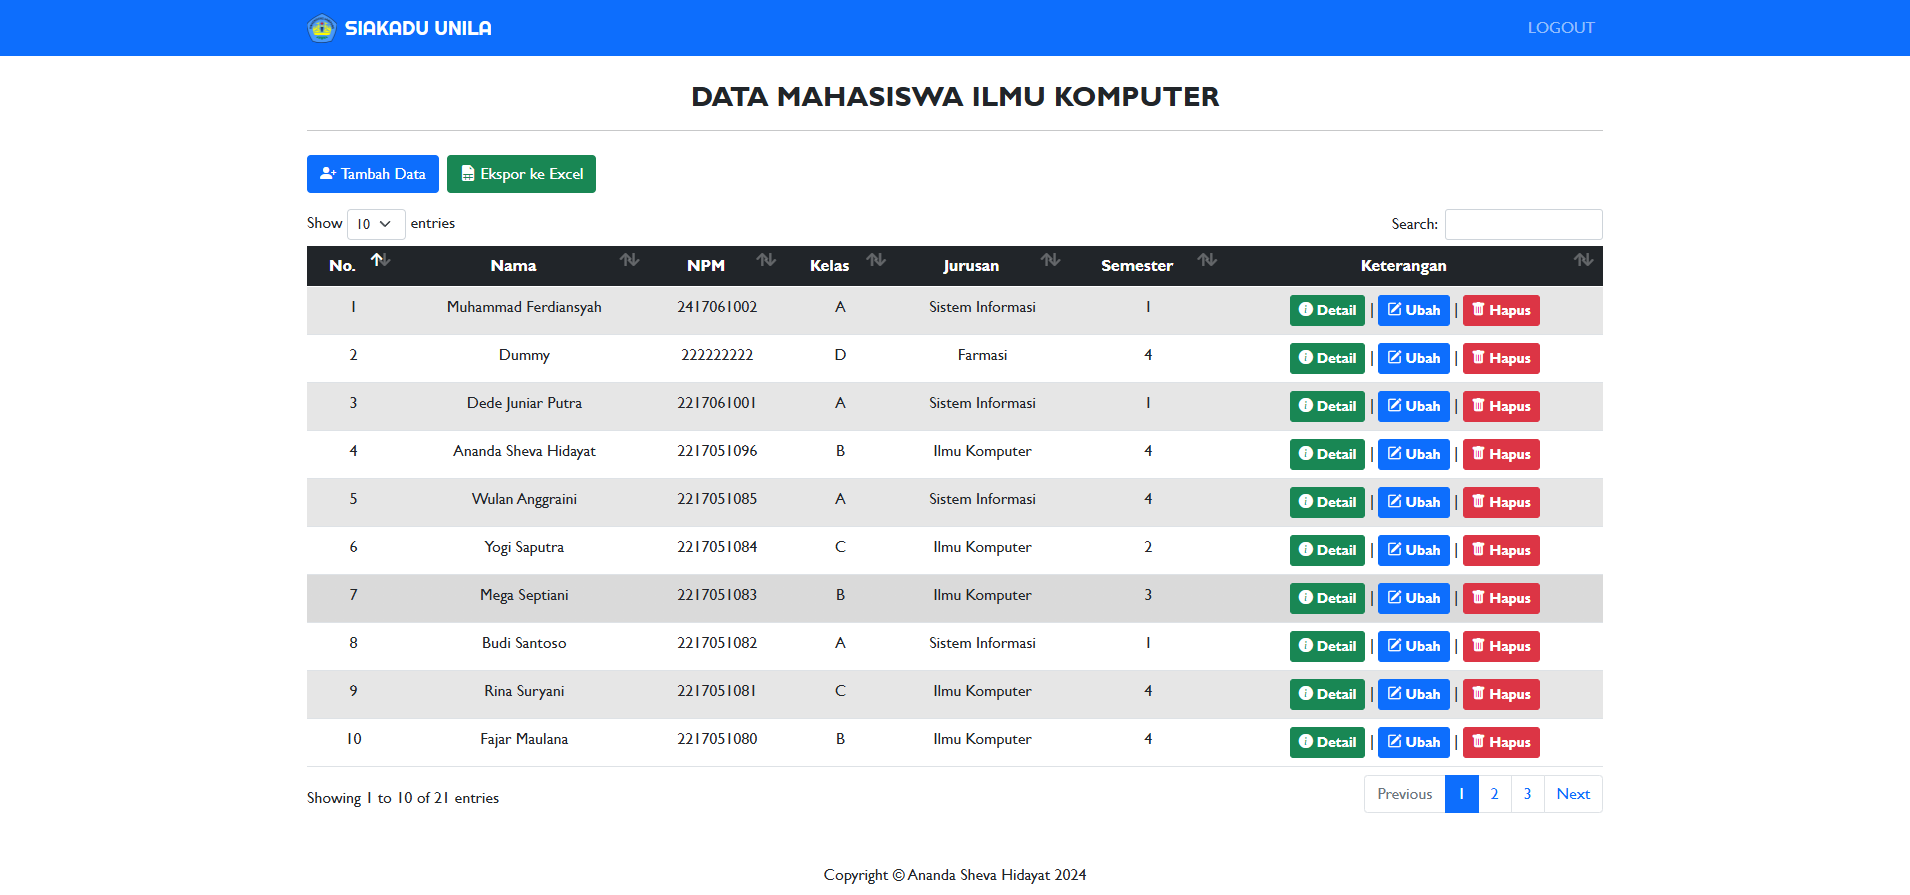 SIAKADU UNILA LOGOUT
DATA MAHASISWA ILMU KOMPUTER
Tambah Data Ekspor ke Excel
Show 10 entries Search:
No. Nama NPM Kelas Jurusan Semester Keterangan
1 Muhammad Ferdiansyah 2417061002 A Sistem Informasi 1 Detail | Ubah | Hapus
2 Dummy 222222222 D Farmasi 4 Detail | Ubah | Hapus
3 Dede Juniar Putra 2217061001 A Sistem Informasi 1 Detail | Ubah | Hapus
4 Ananda Sheva Hidayat 2217051096 B Ilmu Komputer 4 Detail | Ubah | Hapus
5 Wulan Anggraini 2217051085 A Sistem Informasi 4 Detail | Ubah | Hapus
6 Yogi Saputra 2217051084 C Ilmu Komputer 2 Detail | Ubah | Hapus
7 Mega Septiani 2217051083 B Ilmu Komputer 3 Detail | Ubah | Hapus
8 Budi Santoso 2217051082 A Sistem Informasi 1 Detail | Ubah | Hapus
9 Rina Suryani 2217051081 C Ilmu Komputer 4 Detail | Ubah | Hapus
10 Fajar Maulana 2217051080 B Ilmu Komputer 4 Detail | Ubah | Hapus
Showing 1 to 10 of 21 entries Previous 1 2 3 Next
Copyright © Ananda Sheva Hidayat 2024